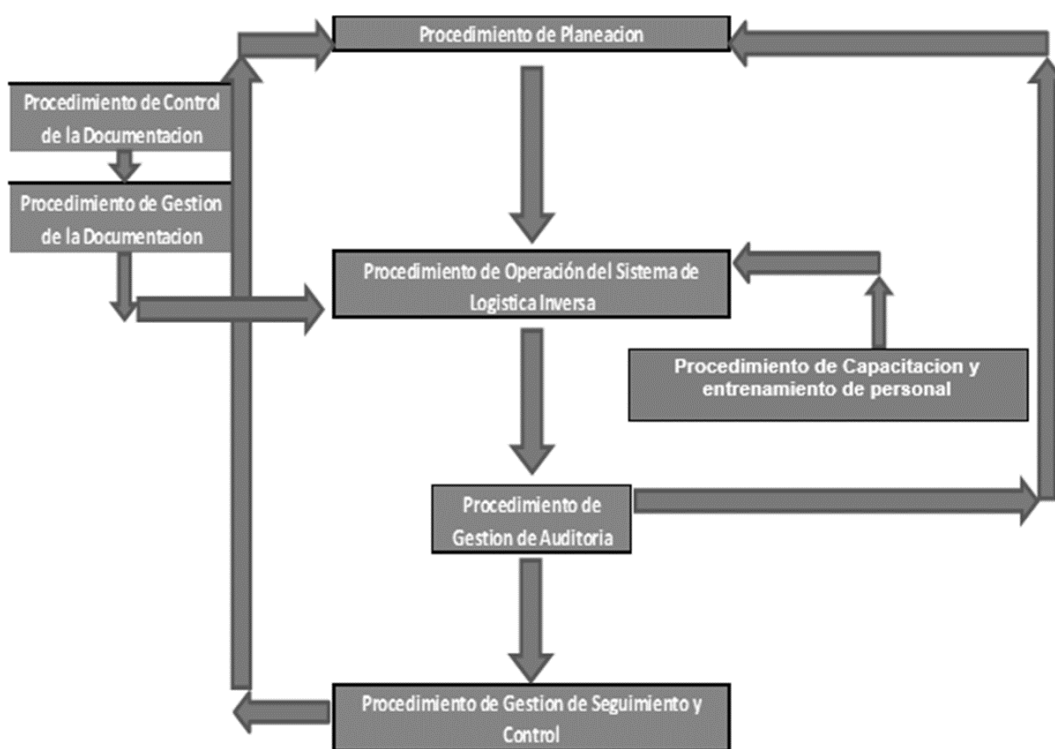 Procedimiento de Planeacion
Procedimiento de Control
de la Documentacion
Procedimiento de Gestion
de la Documentacion
Procedimiento de Operación del Sistema de
Logistica Inversa
Procedimiento de Capacitacion y
entrenamiento de personal
Procedimiento de
Gestion de Auditoria
Procedimiento de Gestion de Seguimiento y
Control